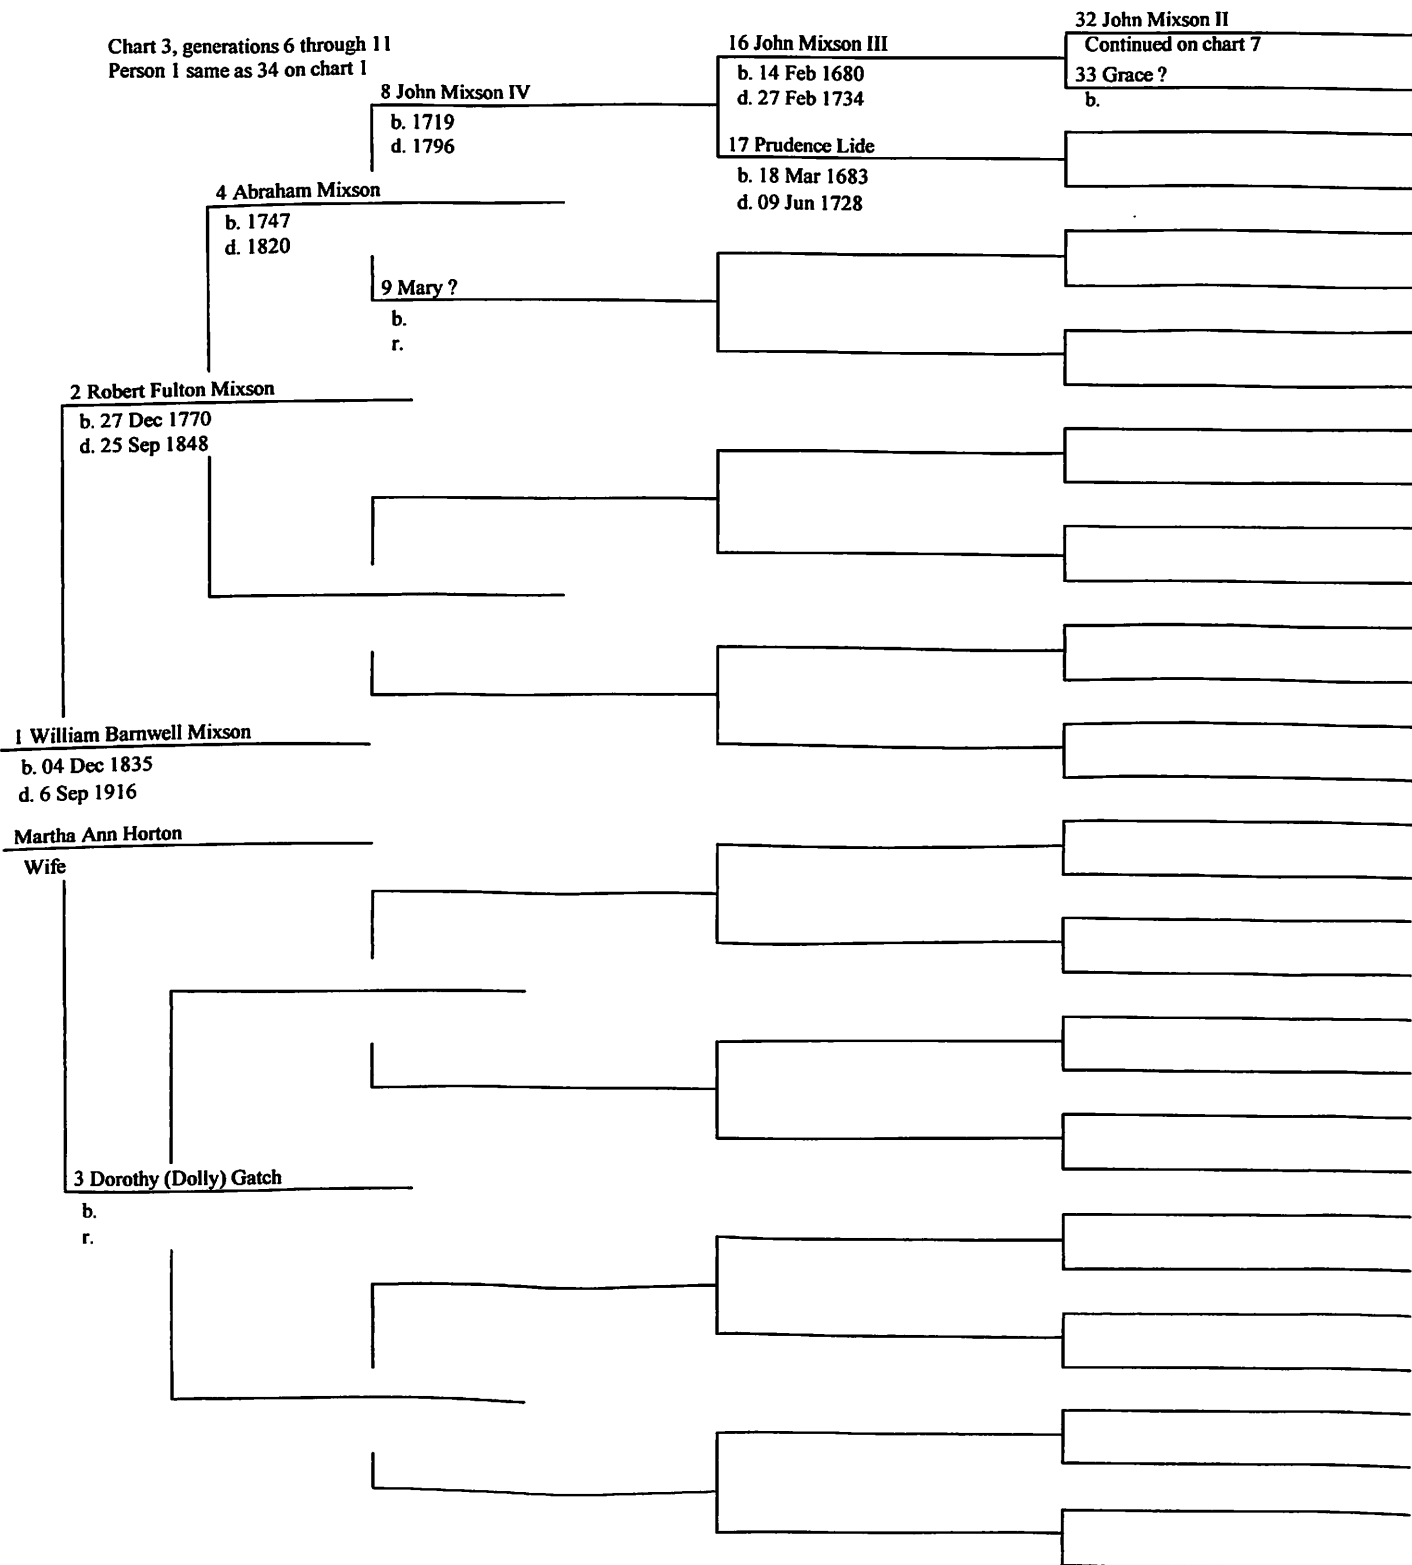 Chart 3, generations 6 through 11
Person 1 same as 34 on chart 1
32 John Mixson II
Continued on chart 7
33 Grace ?
b.
16 John Mixson III
b. 14 Feb 1680
d. 27 Feb 1734
17 Prudence Lide
b. 18 Mar 1683
d. 09 Jun 1728
8 John Mixson IV
b. 1719
d. 1796
4 Abraham Mixson
b. 1747
d. 1820
9 Mary ?
b.
r.
2 Robert Fulton Mixson
b. 27 Dec 1770
d. 25 Sep 1848
1 William Barnwell Mixson
b. 04 Dec 1835
d. 6 Sep 1916
Martha Ann Horton
Wife
3 Dorothy (Dolly) Gatch
b.
r.